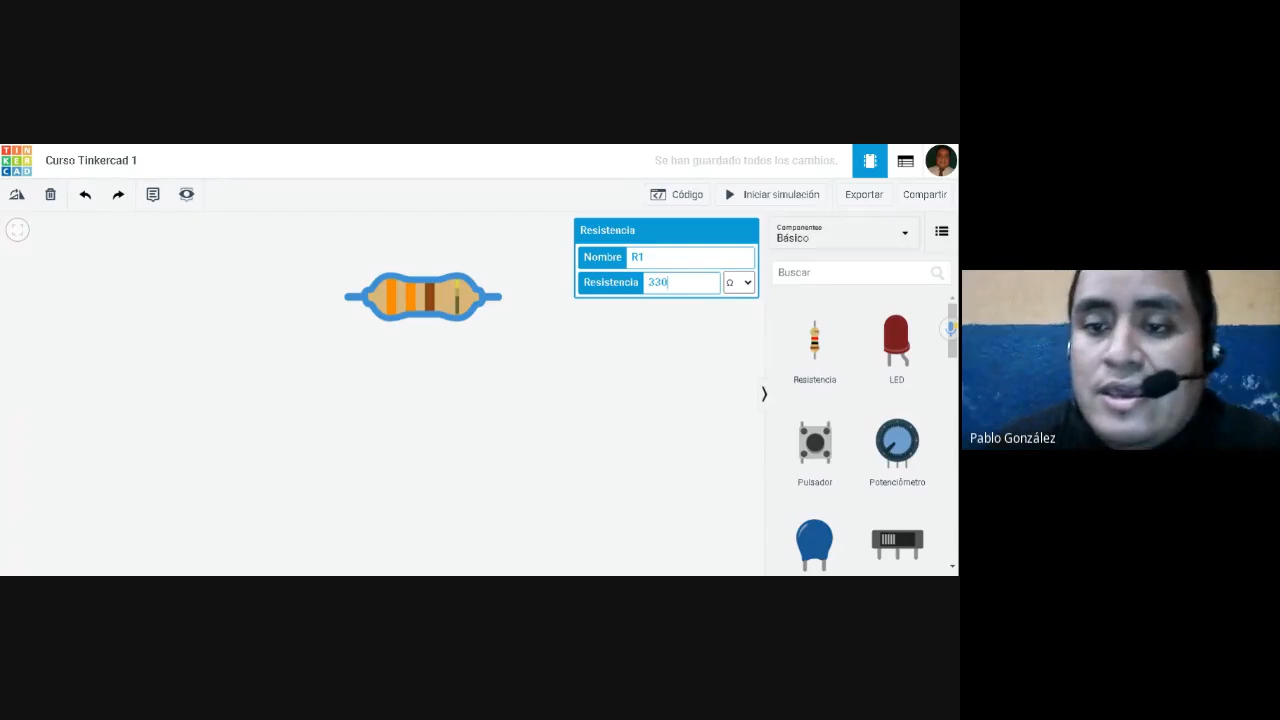 TIN
KER
CAD
Curso Tinkercad 1
Se han guardado todos los cambios.
Código
Iniciar simulación
Exportar
Compartir
Resistencia
Nombre R1
Resistencia 330 Ω
Componentes
Básico
Buscar
Resistencia
LED
Pulsador
Potenciómetro
Pablo González